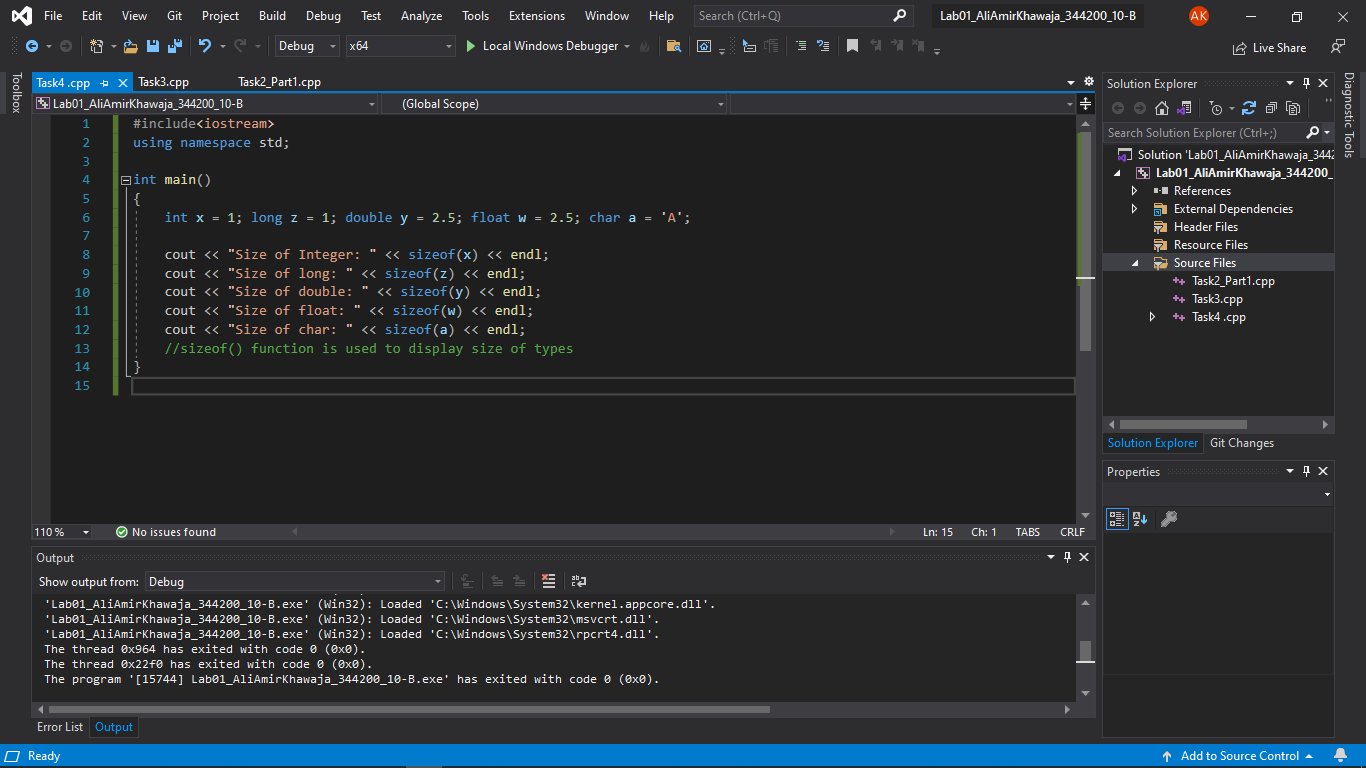 File Edit View Git Project Build Debug Test Analyze Tools Extensions Window Help Search (Ctrl+Q) Lab01_AliAmirKhawaja_344200_10-B AK
Debug x64 Local Windows Debugger Live Share
Toolbox
Task4 .cpp Task3.cpp Task2_Part1.cpp
Lab01_AliAmirKhawaja_344200_10-B (Global Scope)
1 #include<iostream>
2 using namespace std;
3
4 int main()
5 {
6 int x = 1; long z = 1; double y = 2.5; float w = 2.5; char a = 'A';
7
8 cout << "Size of Integer: " << sizeof(x) << endl;
9 cout << "Size of long: " << sizeof(z) << endl;
10 cout << "Size of double: " << sizeof(y) << endl;
11 cout << "Size of float: " << sizeof(w) << endl;
12 cout << "Size of char: " << sizeof(a) << endl;
13 //sizeof() function is used to display size of types
14 }
15
110 % No issues found Ln: 15 Ch: 1 TABS CRLF
Output
Show output from: Debug
'Lab01_AliAmirKhawaja_344200_10-B.exe' (Win32): Loaded 'C:\Windows\System32\kernel.appcore.dll'.
'Lab01_AliAmirKhawaja_344200_10-B.exe' (Win32): Loaded 'C:\Windows\System32\msvcrt.dll'.
'Lab01_AliAmirKhawaja_344200_10-B.exe' (Win32): Loaded 'C:\Windows\System32\rpcrt4.dll'.
The thread 0x964 has exited with code 0 (0x0).
The thread 0x22f0 has exited with code 0 (0x0).
The program '[15744] Lab01_AliAmirKhawaja_344200_10-B.exe' has exited with code 0 (0x0).
Error List Output
Solution Explorer
Search Solution Explorer (Ctrl+;)
Solution 'Lab01_AliAmirKhawaja_3442
Lab01_AliAmirKhawaja_344200_
References
External Dependencies
Header Files
Resource Files
Source Files
Task2_Part1.cpp
Task3.cpp
Task4 .cpp
Solution Explorer Git Changes
Properties
Diagnostic Tools
Ready Add to Source Control